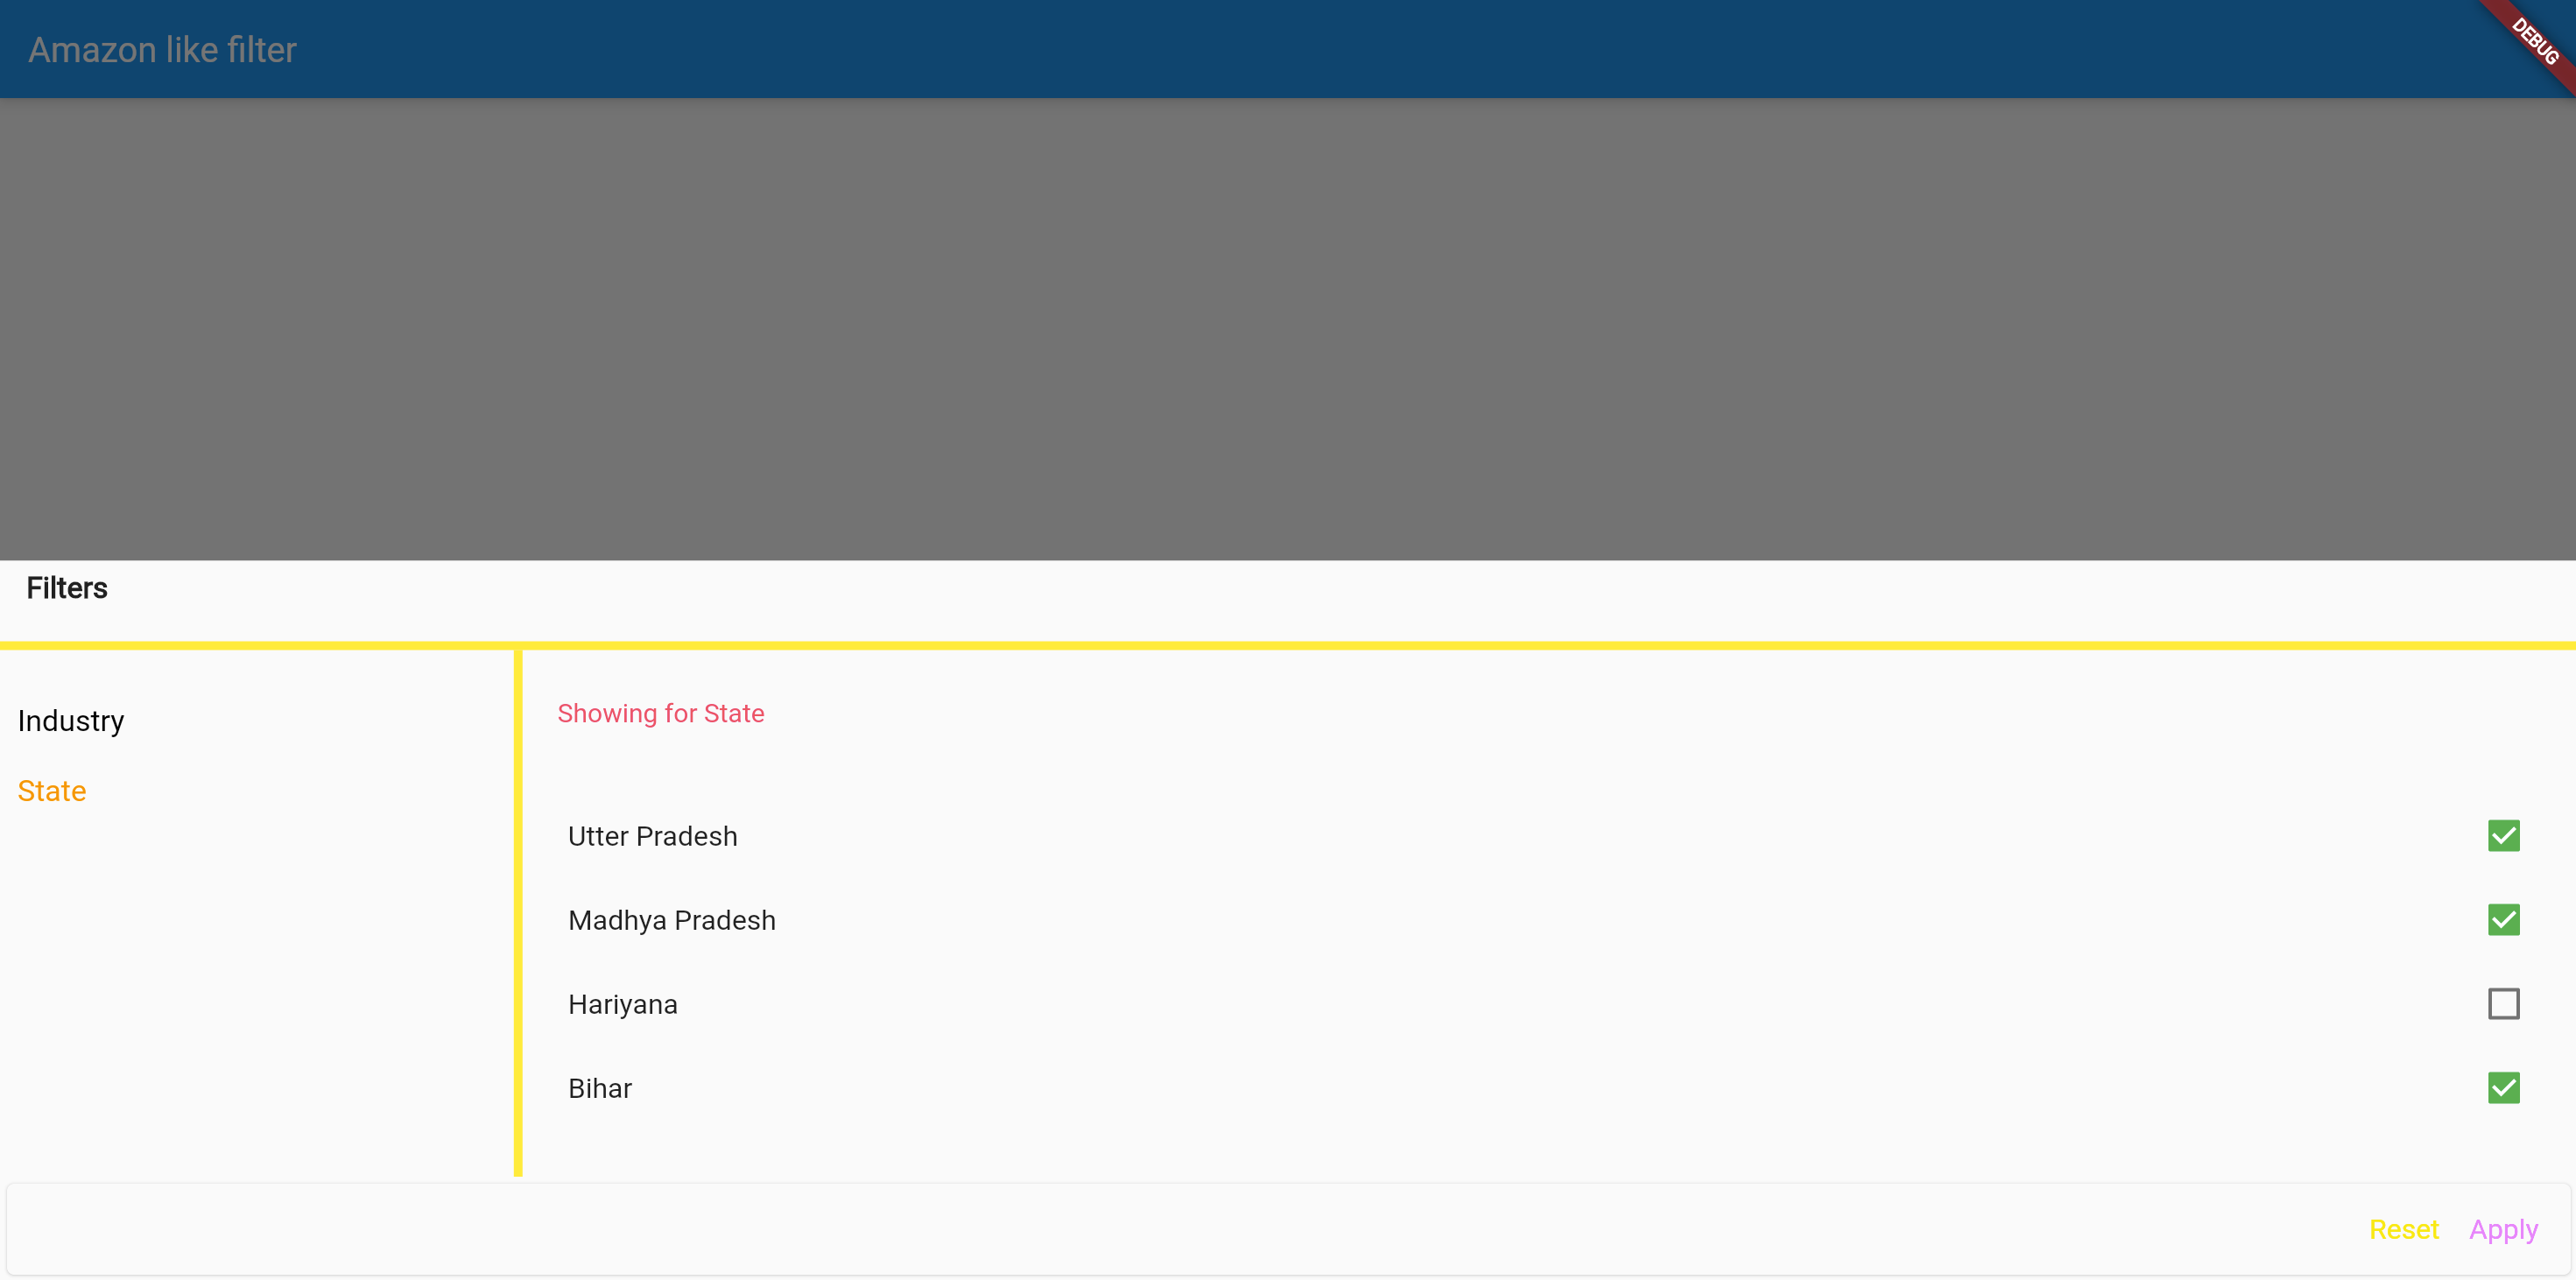 Amazon like filter
DEBUG
Filters
Industry
State
Showing for State
Utter Pradesh
Madhya Pradesh
Hariyana
Bihar
Reset Apply